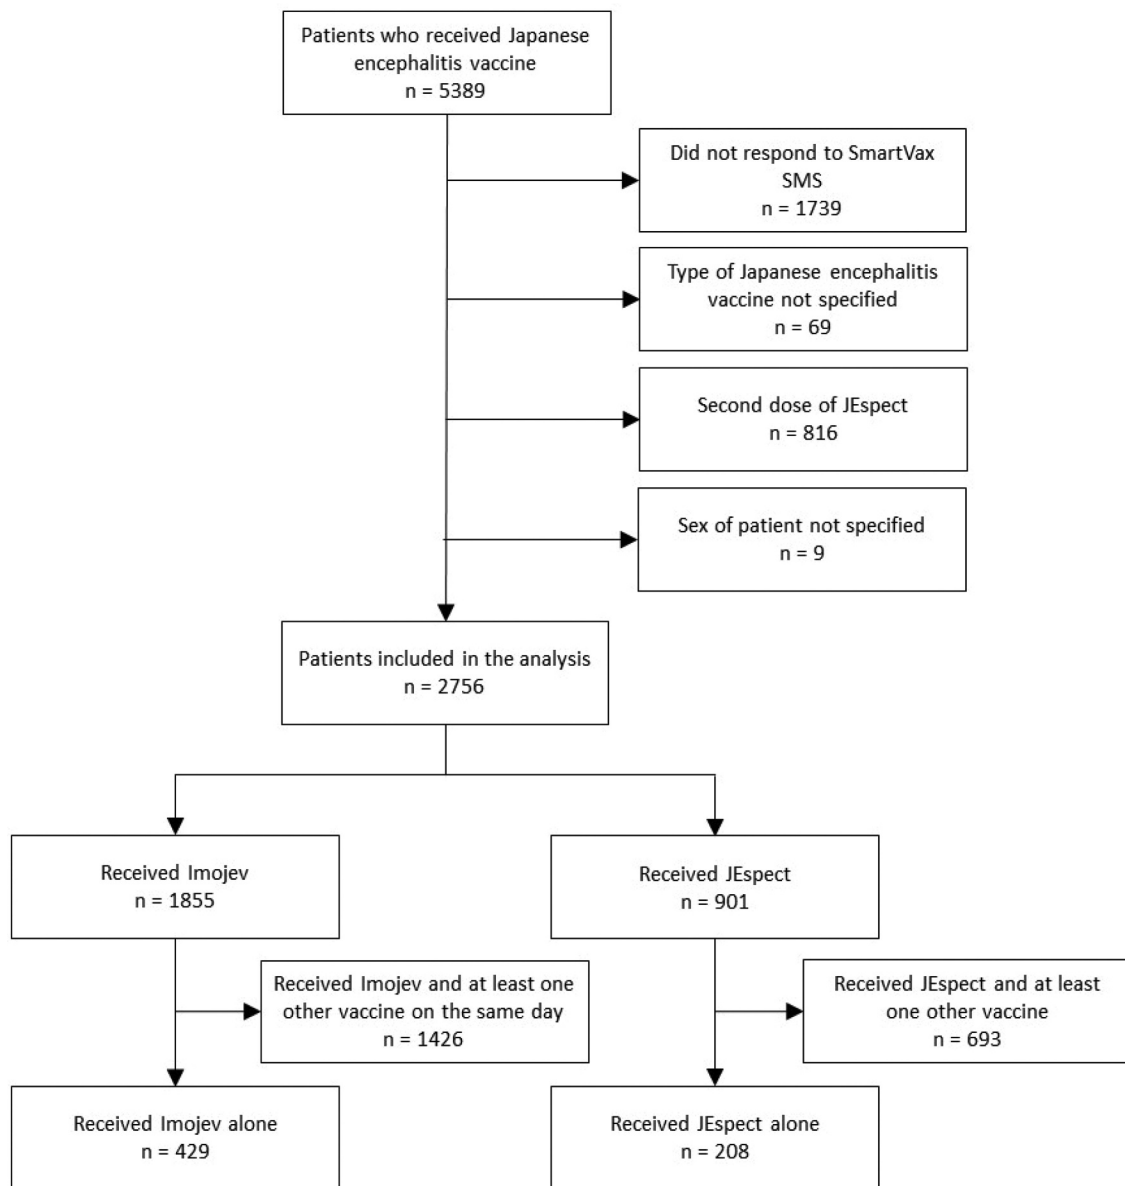 Patients who received Japanese
encephalitis vaccine
n = 5389
Did not respond to SmartVax
SMS
n = 1739
Type of Japanese encephalitis
vaccine not specified
n = 69
Second dose of JEspect
n = 816
Sex of patient not specified
n = 9
Patients included in the analysis
n = 2756
Received Imojev
n = 1855
Received JEspect
n = 901
Received Imojev and at least one
other vaccine on the same day
n = 1426
Received JEspect and at least
one other vaccine
n = 693
Received Imojev alone
n = 429
Received JEspect alone
n = 208